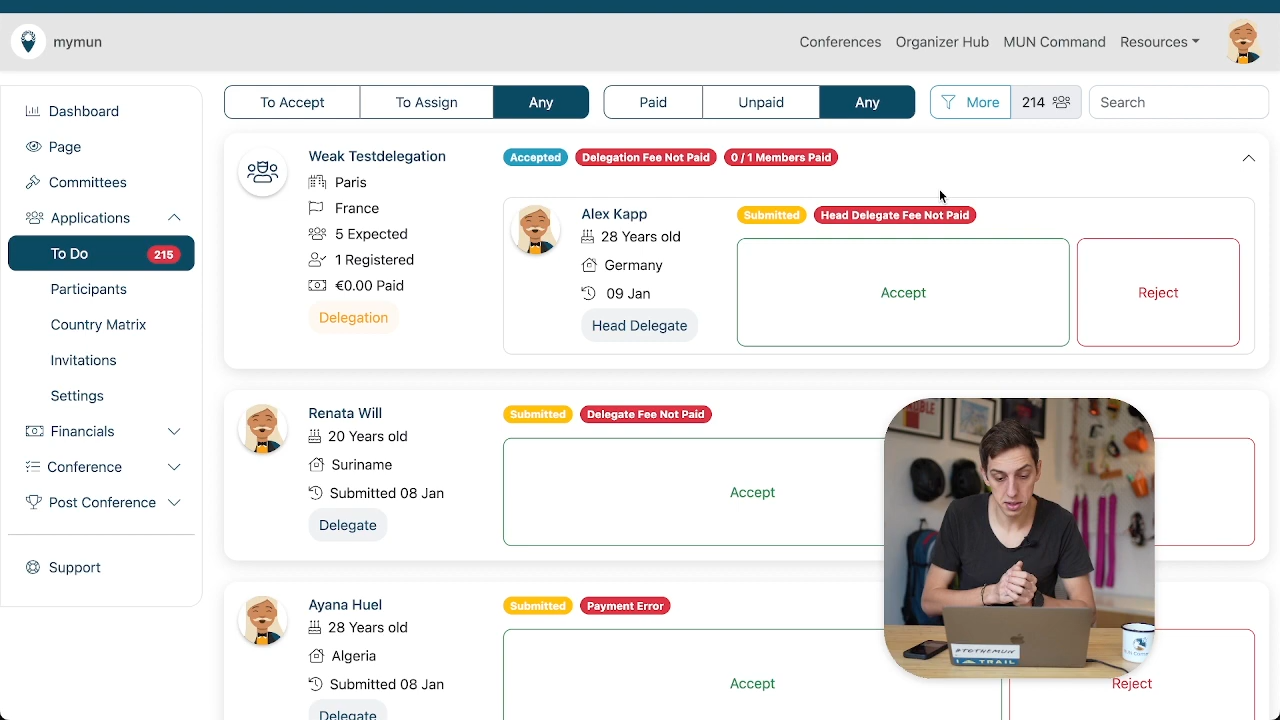 mymun
Conferences
Organizer Hub
MUN Command
Resources
Dashboard
Page
Committees
Applications
To Do
215
Participants
Country Matrix
Invitations
Settings
Financials
Conference
Post Conference
Support
To Accept
To Assign
Any
Paid
Unpaid
Any
More
214
Search
Weak Testdelegation
Paris
France
5 Expected
1 Registered
€0.00 Paid
Delegation
Accepted
Delegation Fee Not Paid
0 / 1 Members Paid
Alex Kapp
28 Years old
Germany
09 Jan
Head Delegate
Submitted
Head Delegate Fee Not Paid
Accept
Reject
Renata Will
20 Years old
Suriname
Submitted 08 Jan
Delegate
Submitted
Delegate Fee Not Paid
Accept
Ayana Huel
28 Years old
Algeria
Submitted 08 Jan
Delegate
Submitted
Payment Error
Accept
Reject
#TOTHEMUN
TRAIL